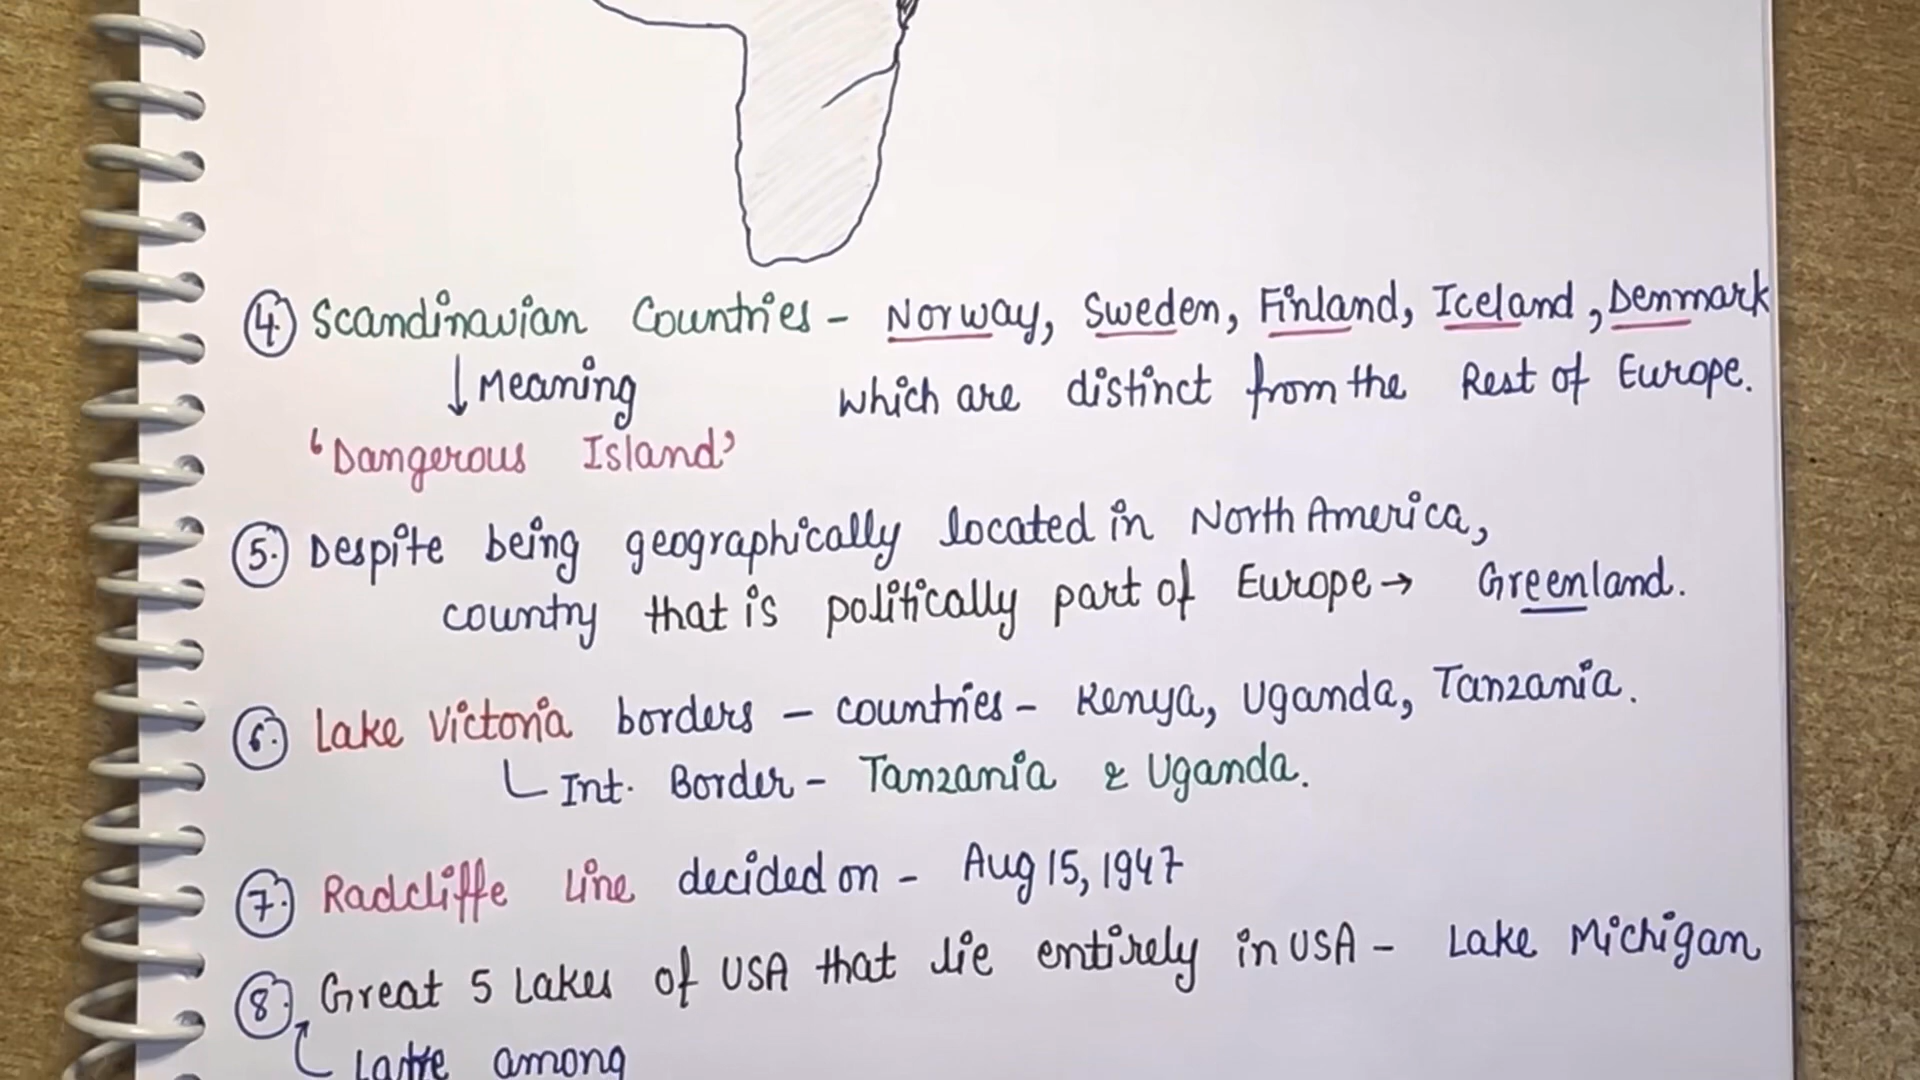 4. Scandinavian Countries - Norway, Sweden, Finland, Iceland, Denmark
↓ Meaning which are distinct from the Rest of Europe.
'Dangerous Island'
5. Despite being geographically located in North America,
country that is politically part of Europe → Greenland.
6. Lake Victoria borders - countries - Kenya, Uganda, Tanzania.
Int. Border - Tanzania & Uganda.
7. Radcliffe Line decided on - Aug 15, 1947
8. Great 5 Lakes of USA that lie entirely in USA - Lake Michigan
Lake among